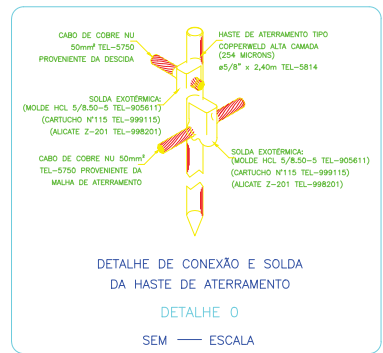 CABO DE COBRE NU
50mm² TEL-5750
PROVENIENTE DA DESCIDA
HASTE DE ATERRAMENTO TIPO
COPPERWELD ALTA CAMADA
(254 MICRONS)
ø5/8" x 2,40m TEL-5814
SOLDA EXOTÉRMICA:
(MOLDE HCL 5/8.50-5 TEL-905611)
(CARTUCHO N°115 TEL-999115)
(ALICATE Z-201 TEL-998201)
CABO DE COBRE NU 50mm²
TEL-5750 PROVENIENTE DA
MALHA DE ATERRAMENTO
SOLDA EXOTÉRMICA:
(MOLDE HCL 5/8.50-5 TEL-905611)
(CARTUCHO N°115 TEL-999115)
(ALICATE Z-201 TEL-998201)
DETALHE DE CONEXÃO E SOLDA
DA HASTE DE ATERRAMENTO
DETALHE O
SEM — ESCALA